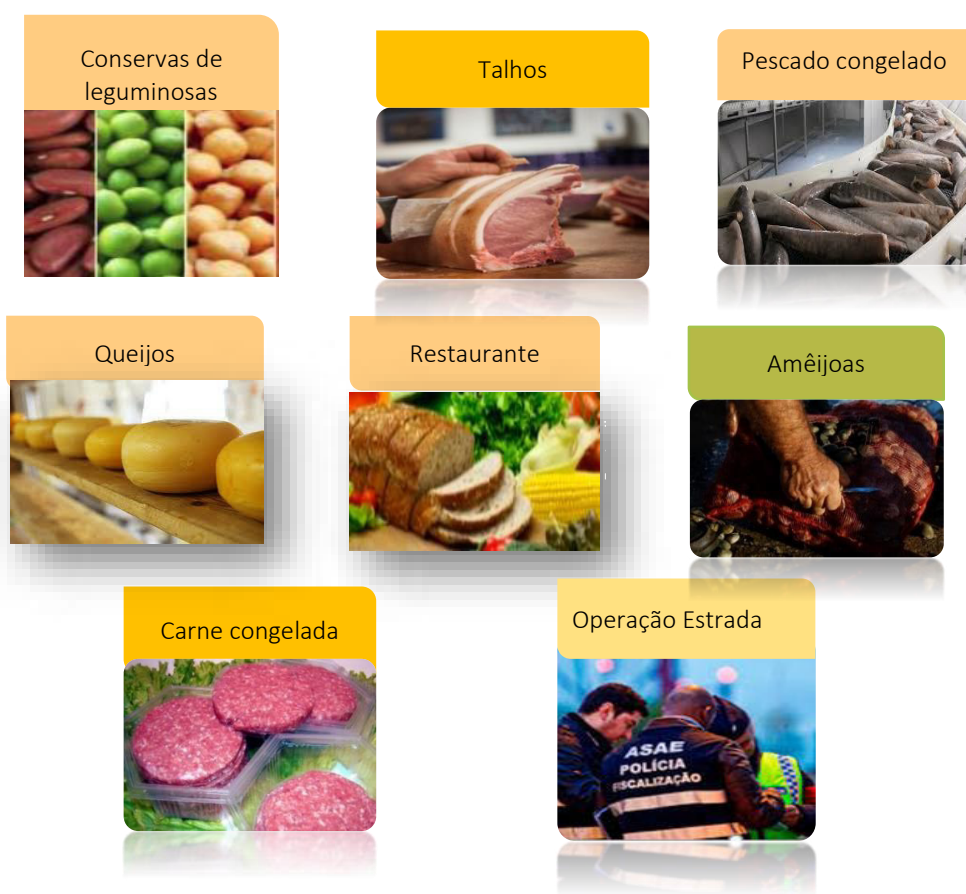 Conservas de
leguminosas
Talhos
Pescado congelado
Queijos
Restaurante
Amêijoas
Carne congelada
Operação Estrada
ASAE
POLÍCIA
FISCALIZAÇÃO